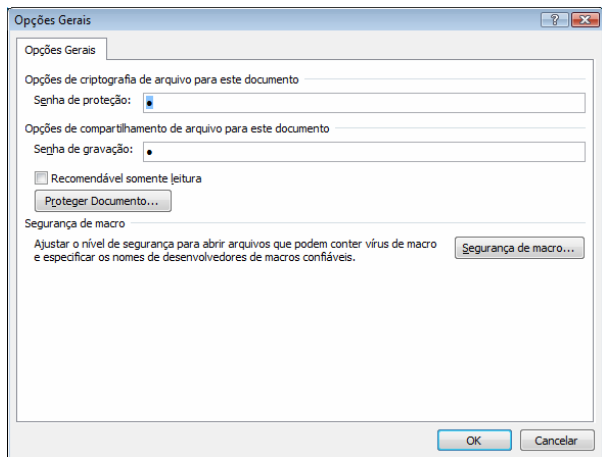 Opções Gerais
Opções Gerais
Opções de criptografia de arquivo para este documento
Senha de proteção: •
Opções de compartilhamento de arquivo para este documento
Senha de gravação: •
Recomendável somente leitura
Proteger Documento...
Segurança de macro
Ajustar o nível de segurança para abrir arquivos que podem conter vírus de macro
e especificar os nomes de desenvolvedores de macros confiáveis.
Segurança de macro...
OK Cancelar